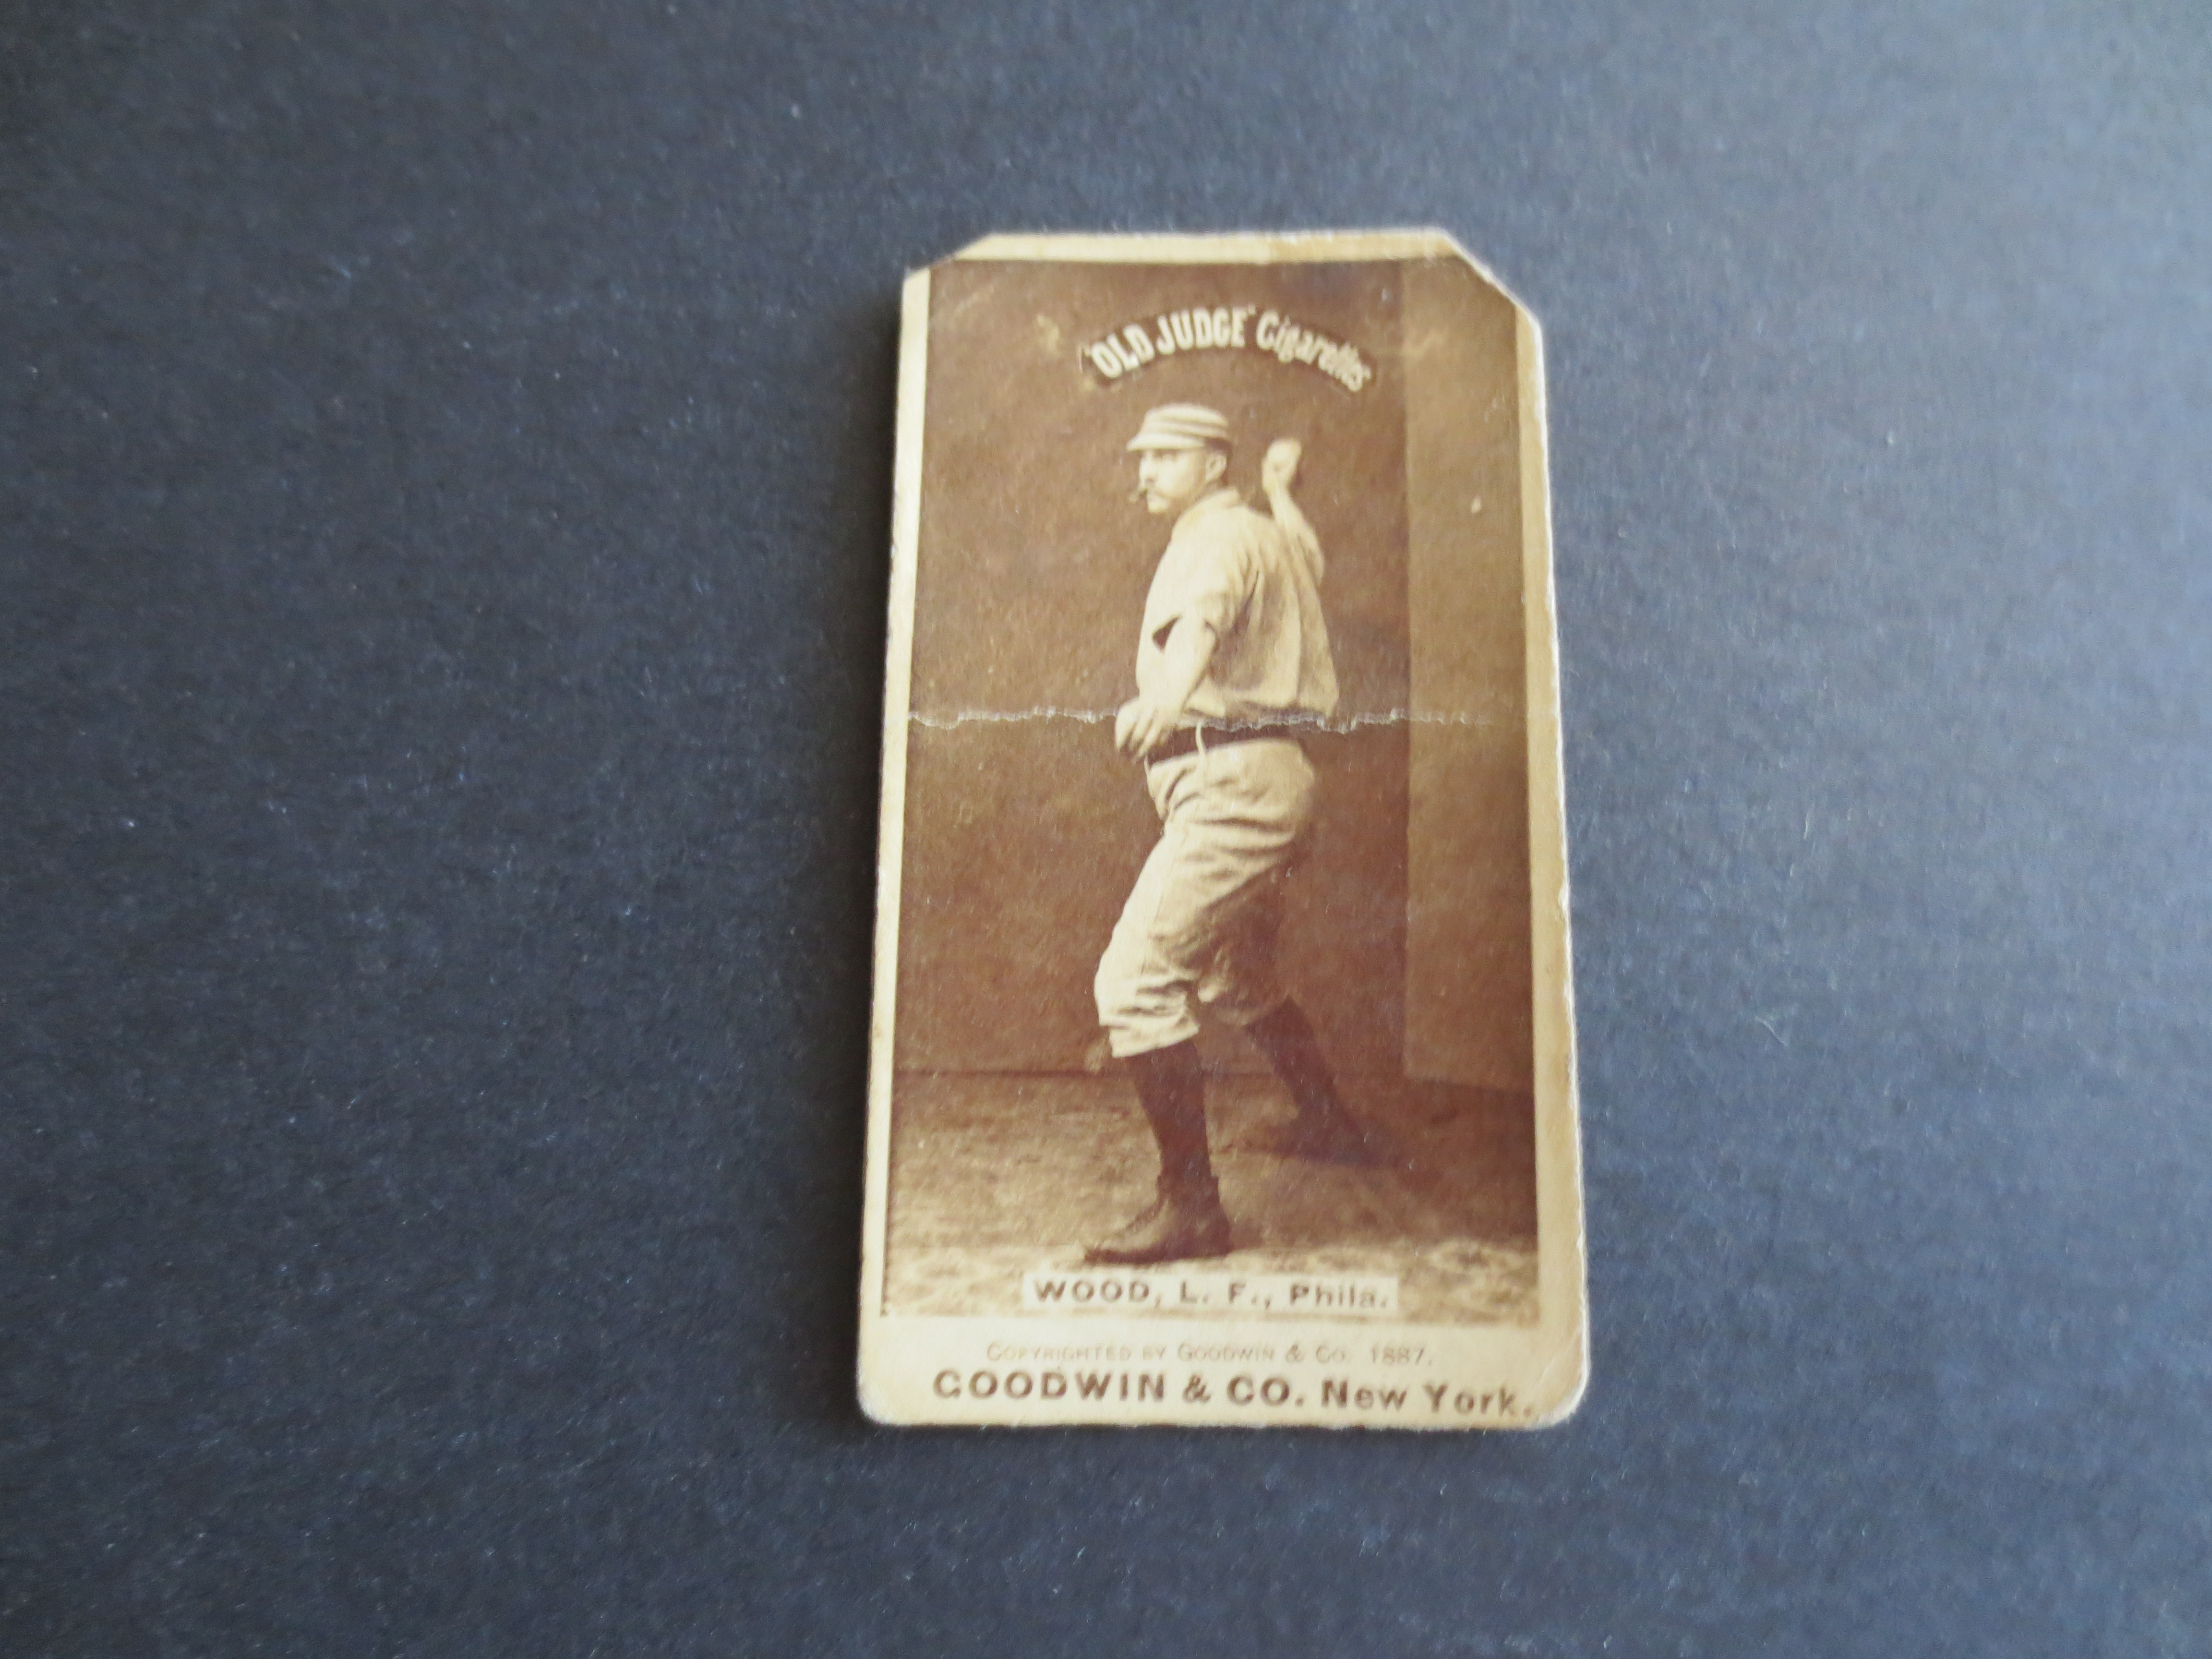 "OLD JUDGE" Cigarettes
WOOD, L. F., Phila.
COPYRIGHTED BY GOODWIN & CO. 1887.
GOODWIN & CO. New York.